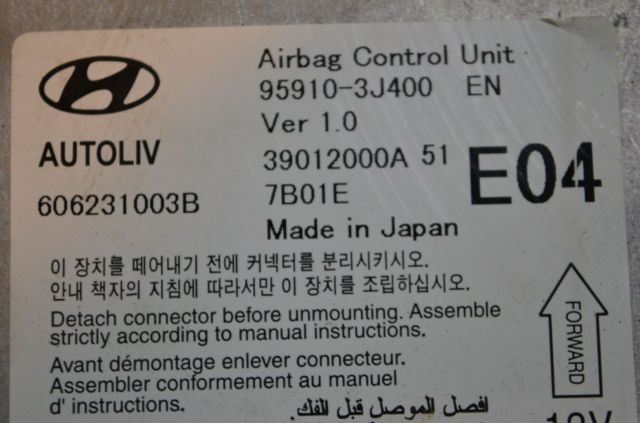 Airbag Control Unit
95910-3J400 EN
Ver 1.0
AUTOLIV
39012000A 51
E04
606231003B
7B01E
Made in Japan
이 장치를 떼어내기 전에 커넥터를 분리시키시오.
안내 책자의 지침에 따라서만 이 장치를 조립하십시오.
Detach connector before unmounting. Assemble
strictly according to manual instructions.
FORWARD
Avant démontage enlever connecteur.
Assembler conformement au manuel
d' instructions.
افصل الموصل قبل الفك.
12V